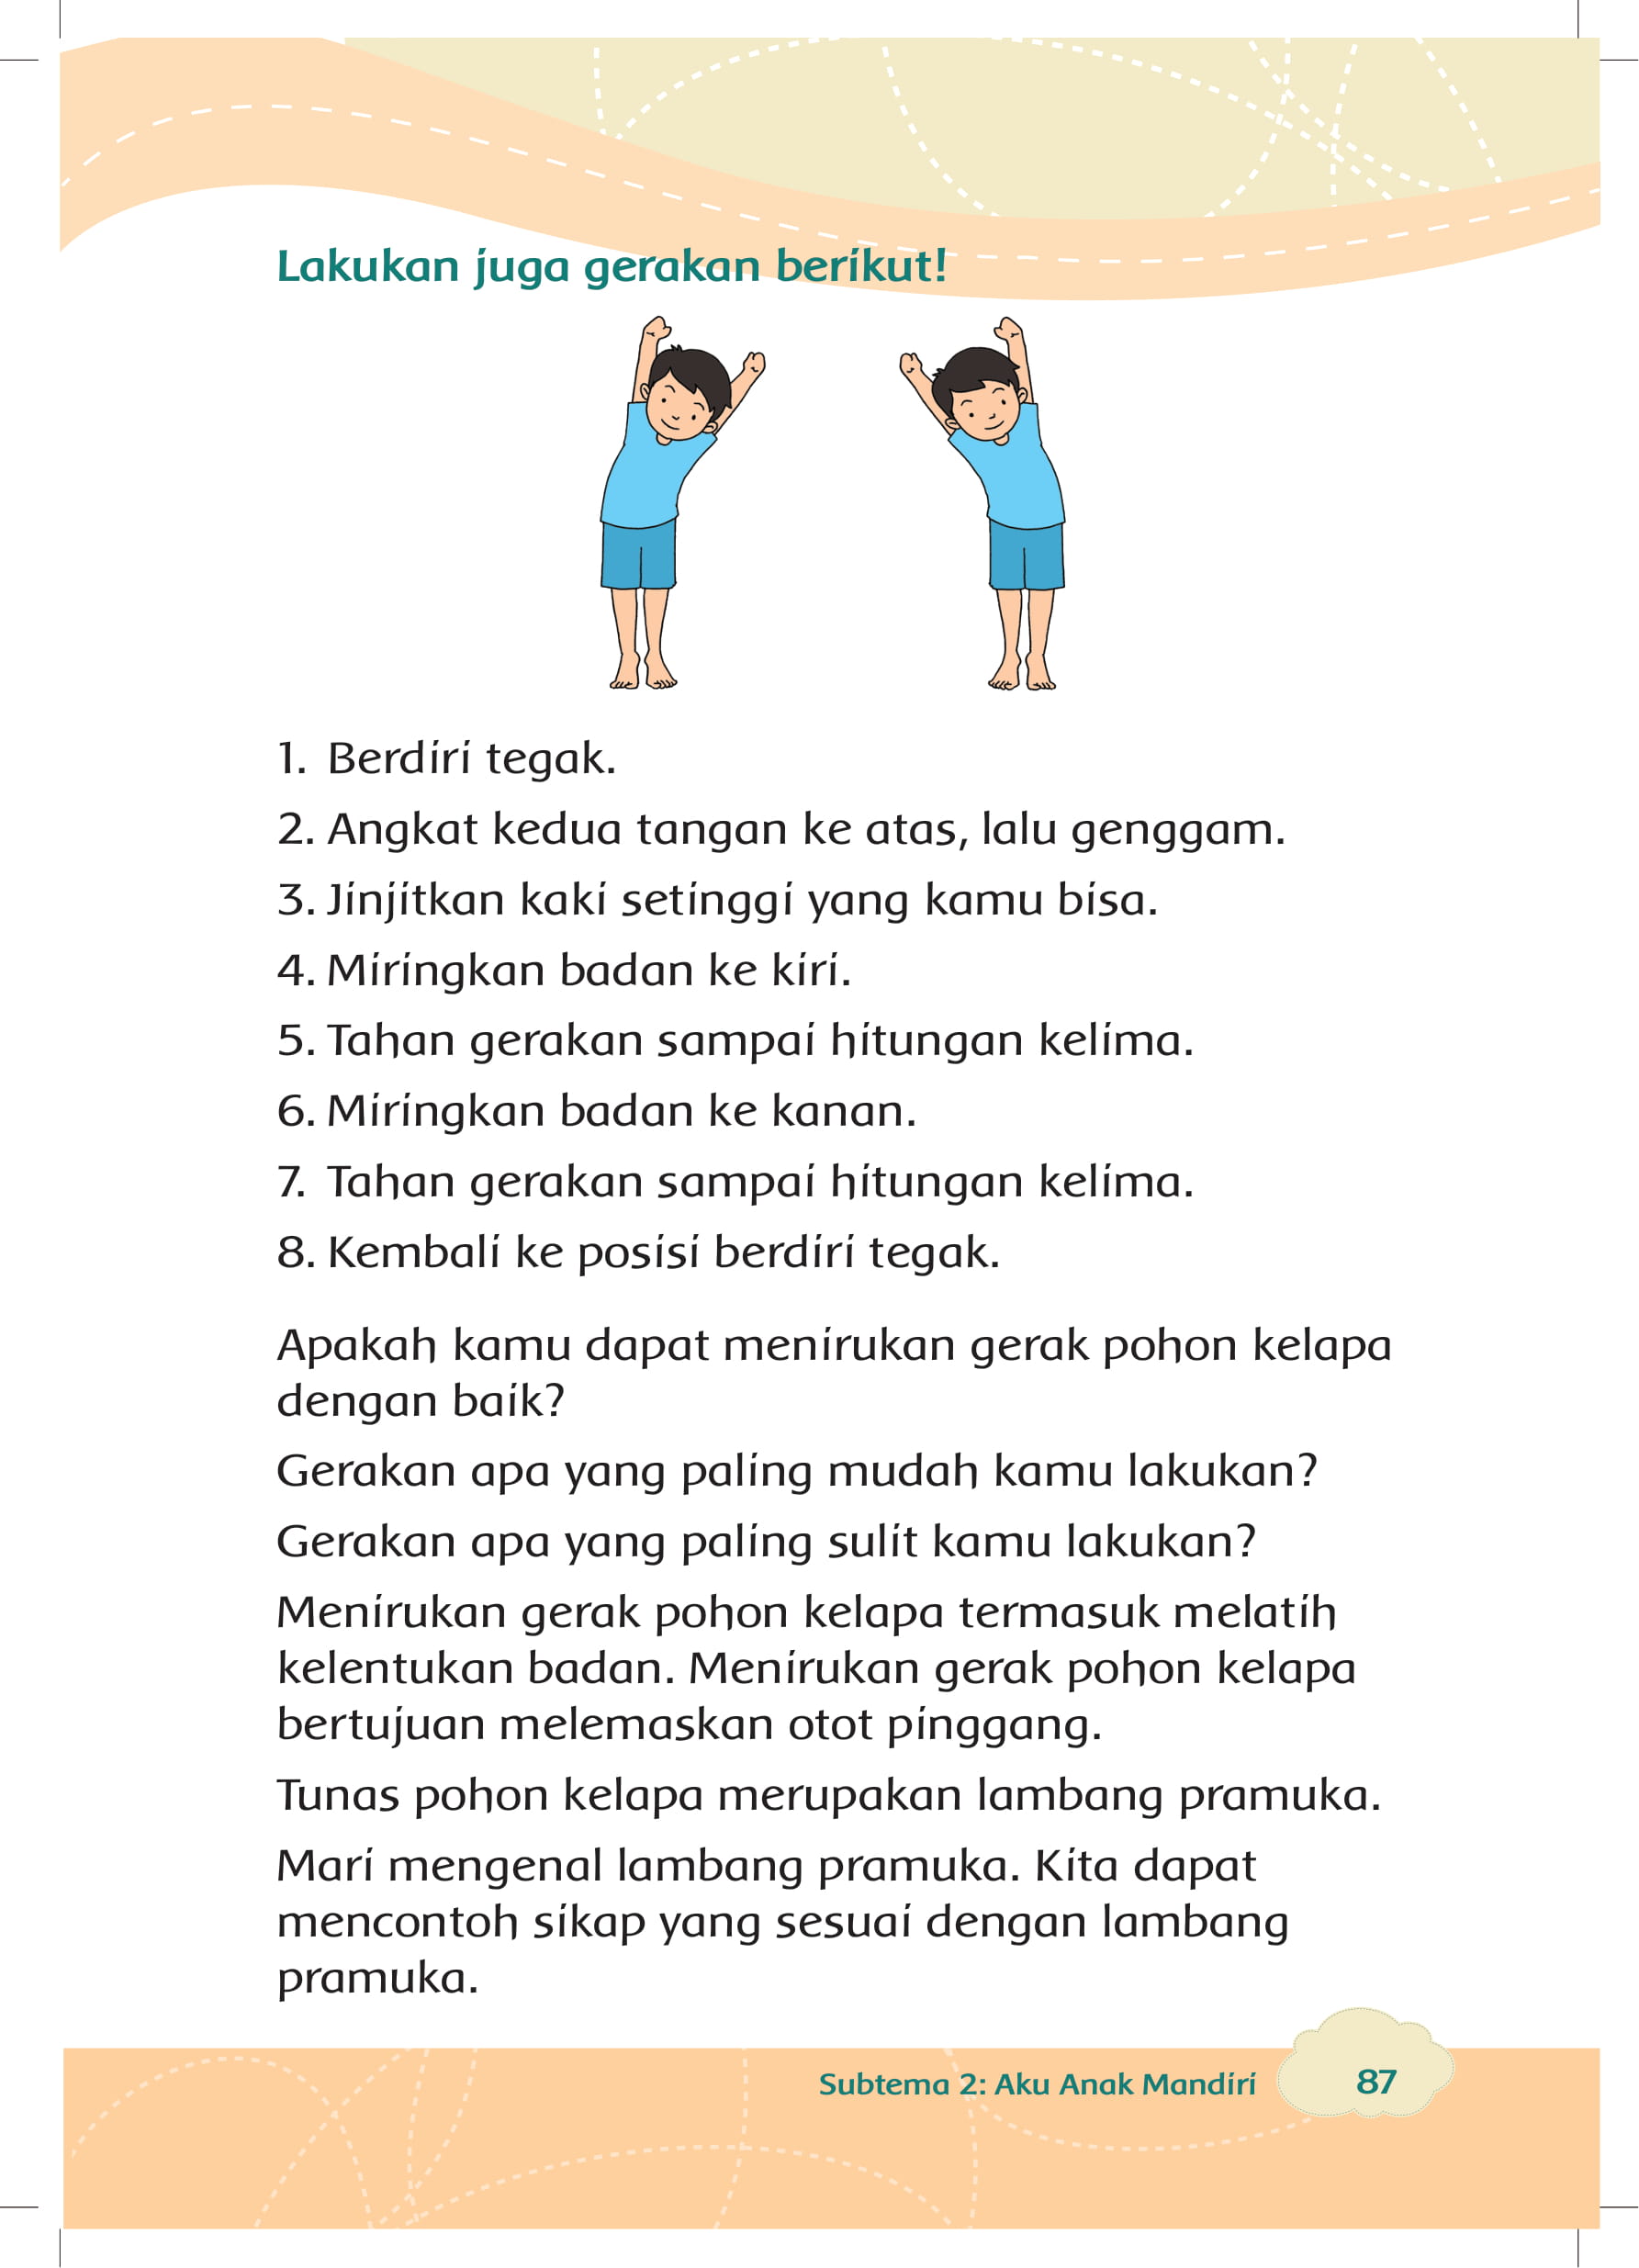 Lakukan juga gerakan berikut!
1. Berdiri tegak.
2. Angkat kedua tangan ke atas, lalu genggam.
3. Jinjitkan kaki setinggi yang kamu bisa.
4. Miringkan badan ke kiri.
5. Tahan gerakan sampai hitungan kelima.
6. Miringkan badan ke kanan.
7. Tahan gerakan sampai hitungan kelima.
8. Kembali ke posisi berdiri tegak.
Apakah kamu dapat menirukan gerak pohon kelapa
dengan baik?
Gerakan apa yang paling mudah kamu lakukan?
Gerakan apa yang paling sulit kamu lakukan?
Menirukan gerak pohon kelapa termasuk melatih
kelentukan badan. Menirukan gerak pohon kelapa
bertujuan melemaskan otot pinggang.
Tunas pohon kelapa merupakan lambang pramuka.
Mari mengenal lambang pramuka. Kita dapat
mencontoh sikap yang sesuai dengan lambang
pramuka.
Subtema 2: Aku Anak Mandiri 87